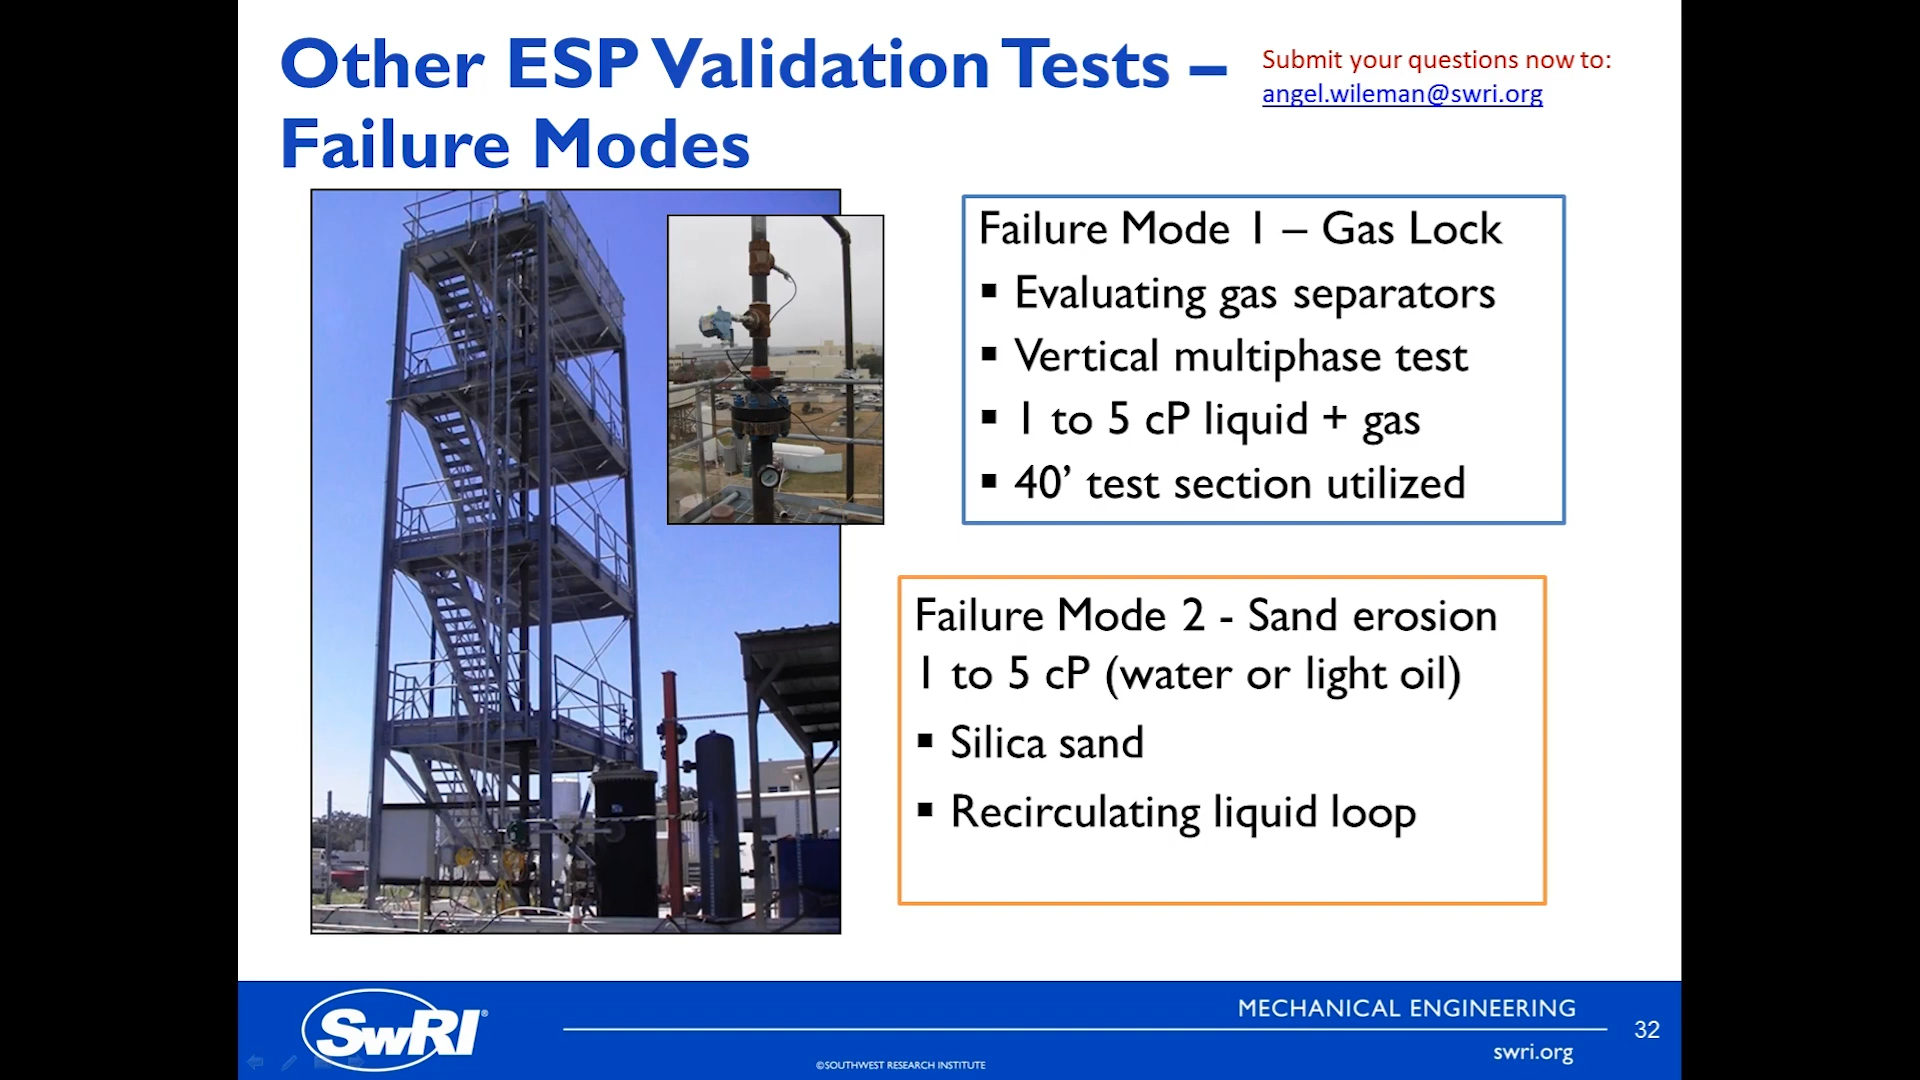 Other ESP Validation Tests –
Failure Modes
Submit your questions now to:
angel.wileman@swri.org
Failure Mode 1 – Gas Lock
▪ Evaluating gas separators
▪ Vertical multiphase test
▪ 1 to 5 cP liquid + gas
▪ 40’ test section utilized
Failure Mode 2 - Sand erosion
1 to 5 cP (water or light oil)
▪ Silica sand
▪ Recirculating liquid loop
SwRI®
MECHANICAL ENGINEERING
32
swri.org
©SOUTHWEST RESEARCH INSTITUTE